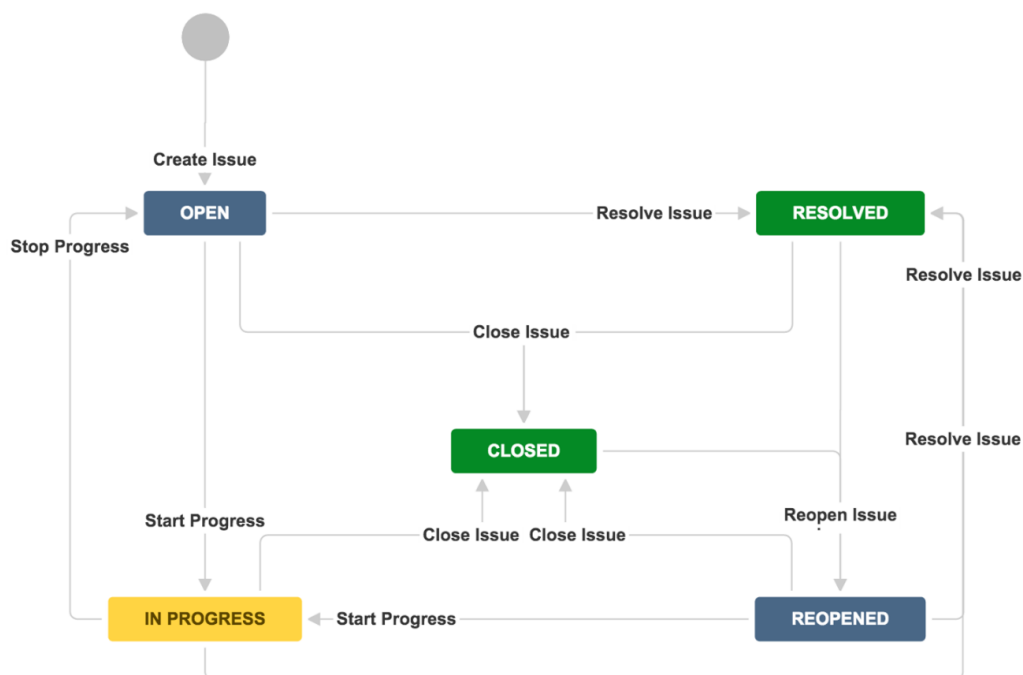 Create Issue
OPEN
Resolve Issue
RESOLVED
Stop Progress
Resolve Issue
Close Issue
Resolve Issue
CLOSED
Start Progress
Reopen Issue
Close Issue
Close Issue
IN PROGRESS
Start Progress
REOPENED